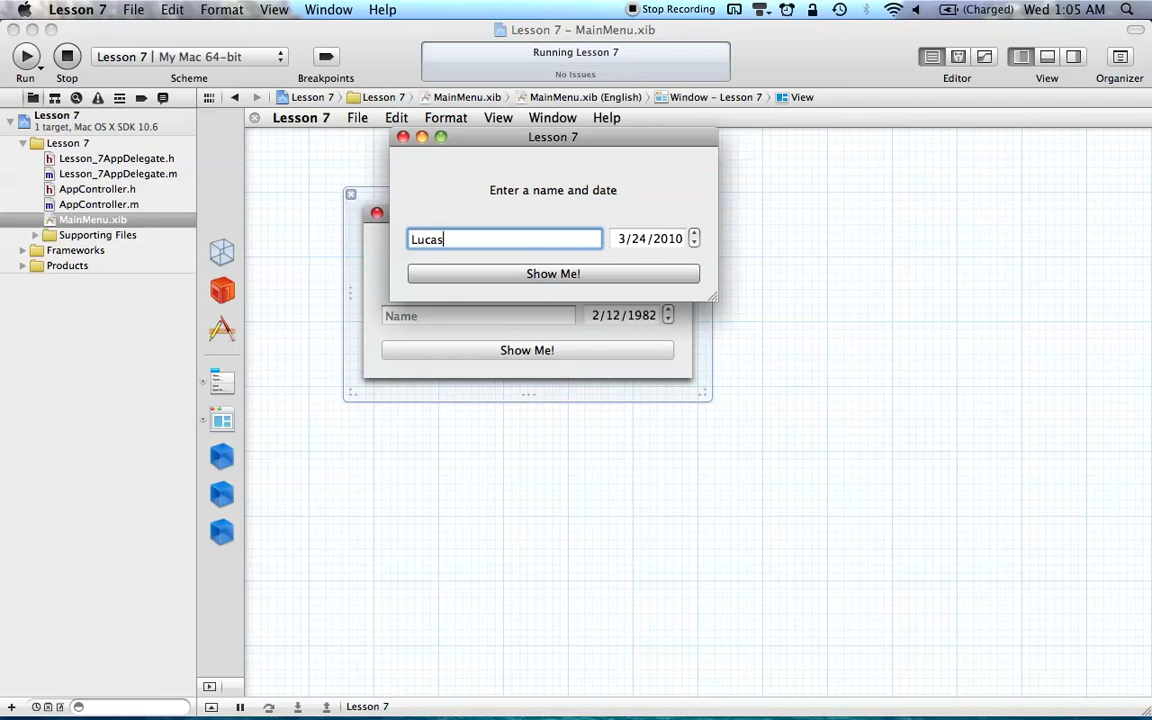 Lesson 7 File Edit Format View Window Help Stop Recording (Charged) Wed 1:05 AM
Lesson 7 – MainMenu.xib
Run Stop Lesson 7 | My Mac 64-bit Scheme Breakpoints Running Lesson 7 No Issues Editor View Organizer
Lesson 7 Lesson 7 MainMenu.xib MainMenu.xib (English) Window – Lesson 7 View
Lesson 7
1 target, Mac OS X SDK 10.6
Lesson 7
Lesson_7AppDelegate.h
Lesson_7AppDelegate.m
AppController.h
AppController.m
MainMenu.xib
Supporting Files
Frameworks
Products
Lesson 7 File Edit Format View Window Help
Lesson 7
Enter a name and date
Lucas 3/24/2010
Show Me!
Name 2/12/1982
Show Me!
Lesson 7